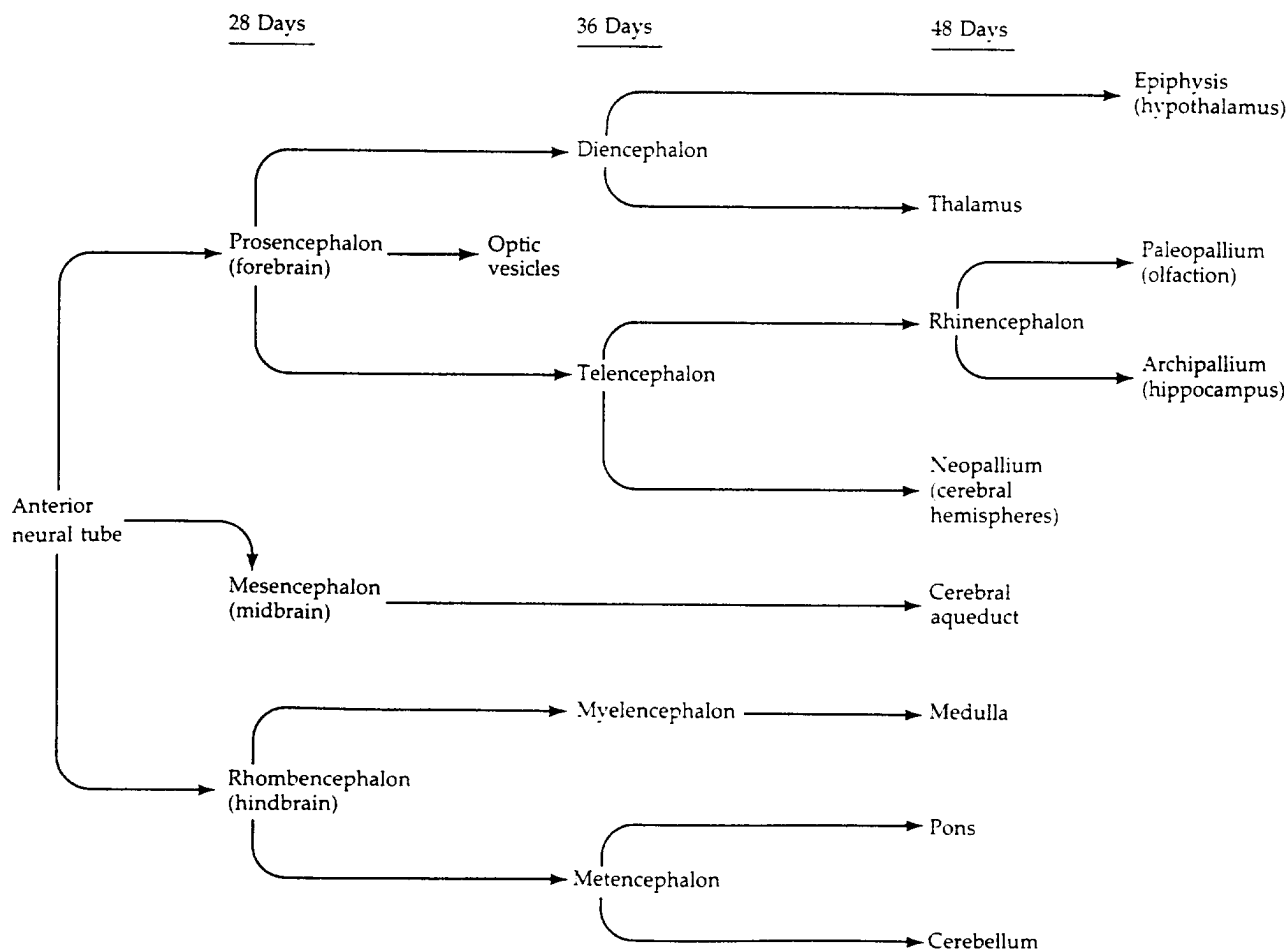 28 Days
36 Days
48 Days
Epiphysis
(hypothalamus)
Diencephalon
Thalamus
Prosencephalon
(forebrain)
Optic
vesicles
Paleopallium
(olfaction)
Rhinencephalon
Telencephalon
Archipallium
(hippocampus)
Neopallium
(cerebral
hemispheres)
Anterior
neural tube
Mesencephalon
(midbrain)
Cerebral
aqueduct
Myelencephalon
Medulla
Rhombencephalon
(hindbrain)
Pons
Metencephalon
Cerebellum